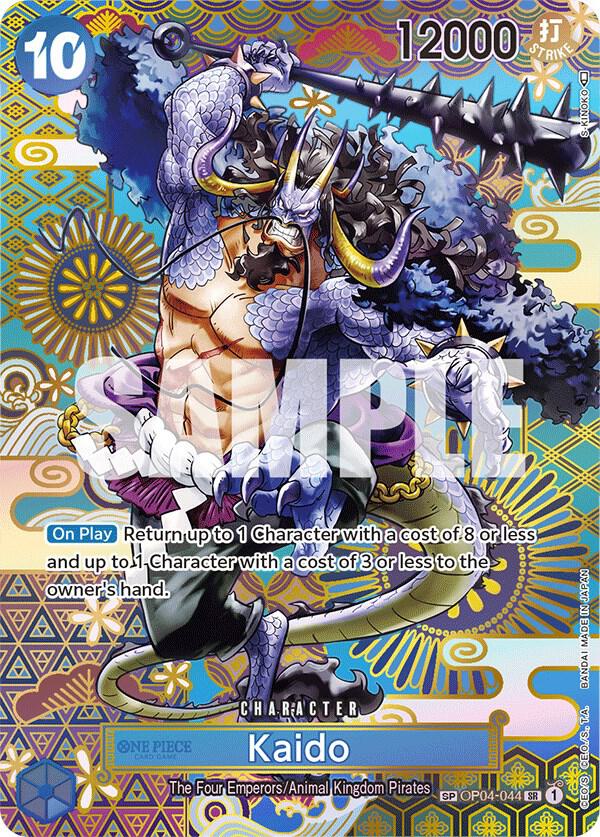 10
12000
打
STRIKE
S-KINOKO
SAMPLE
On Play Return up to 1 Character with a cost of 8 or less
and up to 1 Character with a cost of 3 or less to the
owner's hand.
CHARACTER
ONE PIECE
CARD GAME
Kaido
The Four Emperors/Animal Kingdom Pirates
SP OP04-044 SR 1
©E.O./S. ©E.O./S., T.A. BANDAI MADE IN JAPAN